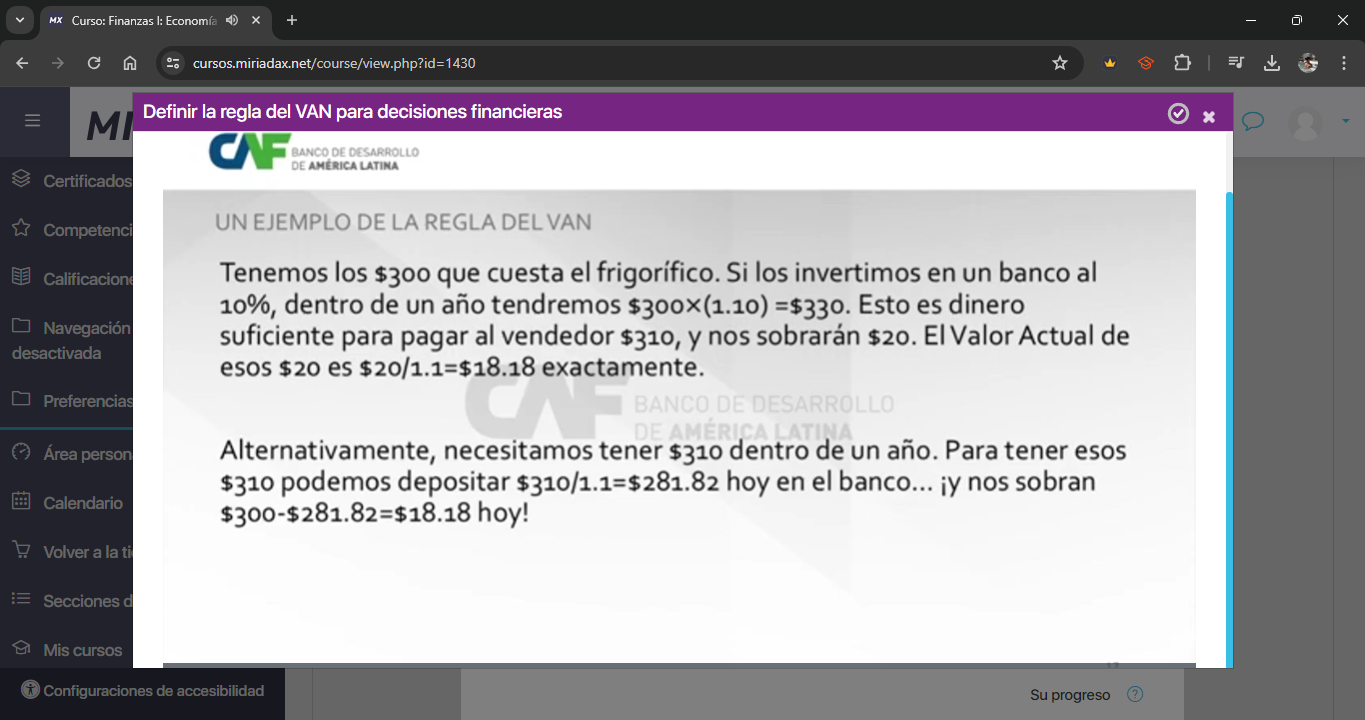 MX Curso: Finanzas I: Economía
cursos.miriadax.net/course/view.php?id=1430
Definir la regla del VAN para decisiones financieras
CAF BANCO DE DESARROLLO
DE AMÉRICA LATINA
Certificados
Competenci
Calificacione
Navegación
desactivada
Preferencias
Área person
Calendario
Volver a la ti
Secciones d
Mis cursos
Configuraciones de accesibilidad
UN EJEMPLO DE LA REGLA DEL VAN
Tenemos los $300 que cuesta el frigorífico. Si los invertimos en un banco al
10%, dentro de un año tendremos $300×(1.10) =$330. Esto es dinero
suficiente para pagar al vendedor $310, y nos sobrarán $20. El Valor Actual de
esos $20 es $20/1.1=$18.18 exactamente.
CAF BANCO DE DESARROLLO
DE AMÉRICA LATINA
Alternativamente, necesitamos tener $310 dentro de un año. Para tener esos
$310 podemos depositar $310/1.1=$281.82 hoy en el banco... ¡y nos sobran
$300-$281.82=$18.18 hoy!
Su progreso